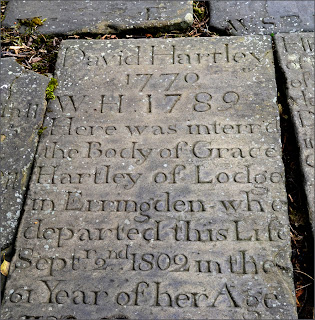 David Hartley
1770
W.H. 1789
Here was interr
the Body of Grace
Hartley of Lodge
in Erringden who
departed this Life
Septr 2nd 1802 in the
61 Year of her Age